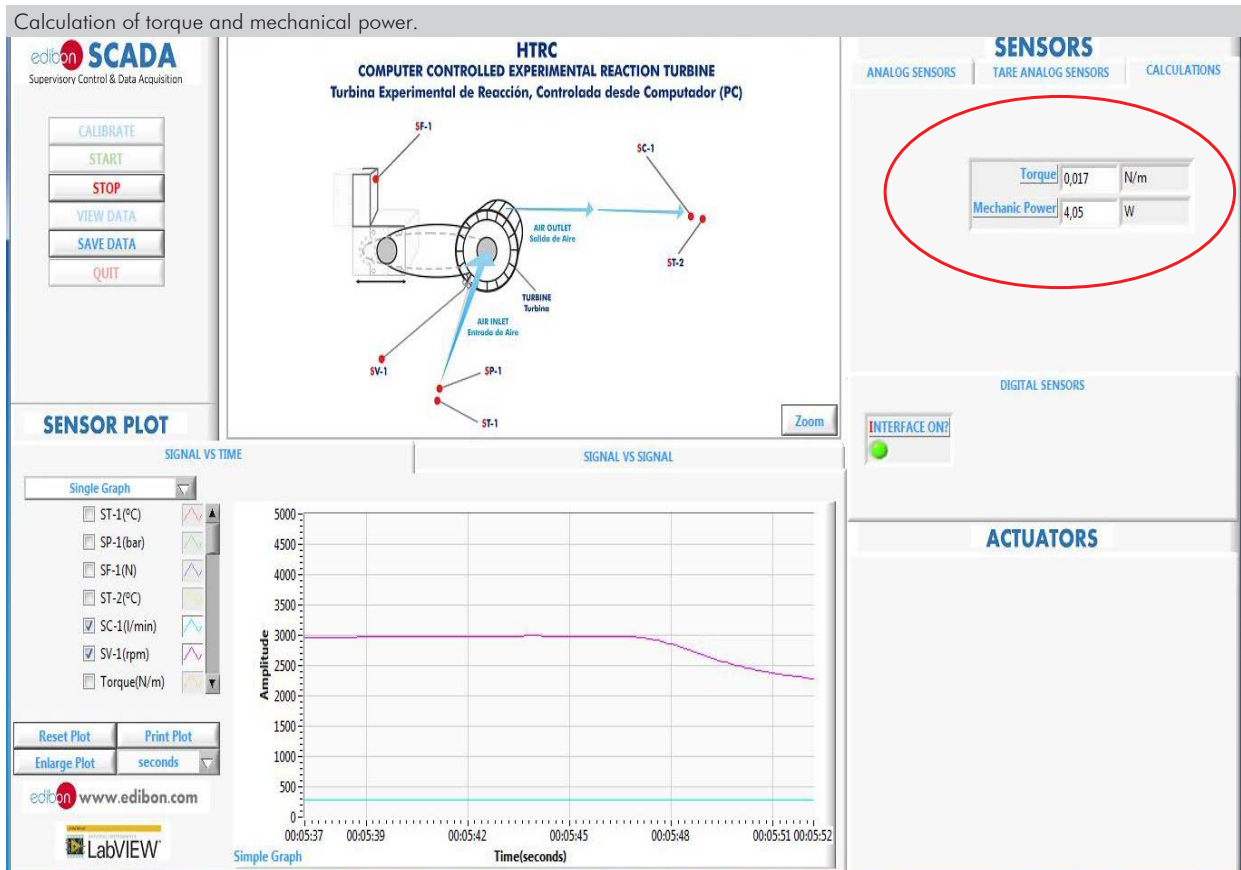 Calculation of torque and mechanical power.
edibon SCADA
Supervisory Control & Data Acquisition
CALIBRATE
START
STOP
VIEW DATA
SAVE DATA
QUIT
HTRC
COMPUTER CONTROLLED EXPERIMENTAL REACTION TURBINE
Turbina Experimental de Reacción, Controlada desde Computador (PC)
SF-1
SC-1
AIR OUTLET
Salida de Aire
ST-2
TURBINE
Turbina
AIR INLET
Entrada de Aire
SV-1
SP-1
ST-1
Zoom
SENSORS
ANALOG SENSORS
TARE ANALOG SENSORS
CALCULATIONS
Torque 0,017 N/m
Mechanic Power 4,05 W
DIGITAL SENSORS
INTERFACE ON?
ACTUATORS
SENSOR PLOT
SIGNAL VS TIME
SIGNAL VS SIGNAL
Single Graph
ST-1(ºC)
SP-1(bar)
SF-1(N)
ST-2(ºC)
SC-1(l/min)
SV-1(rpm)
Torque(N/m)
Reset Plot
Print Plot
Enlarge Plot
seconds
edibon www.edibon.com
LabVIEW
Amplitude
5000
4500
4000
3500
3000
2500
2000
1500
1000
500
0
00:05:37 00:05:39 00:05:42 00:05:45 00:05:48 00:05:51 00:05:52
Simple Graph
Time(seconds)